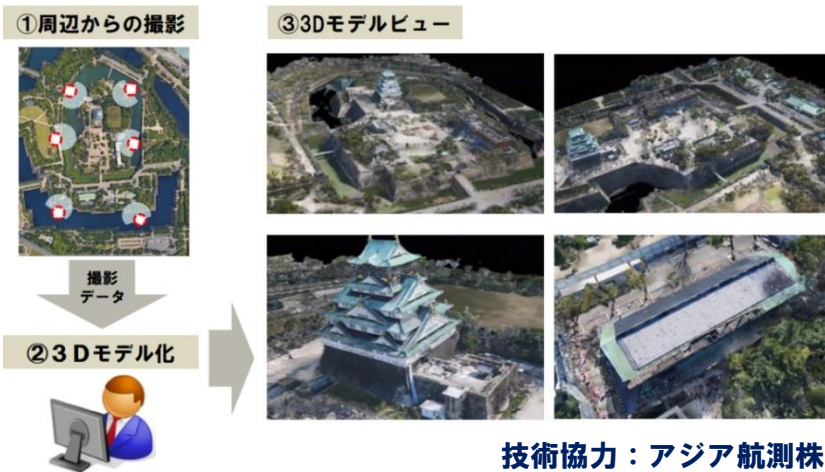 ①周辺からの撮影
撮影
データ
②３Ｄモデル化
③3Dモデルビュー
技術協力：アジア航測株